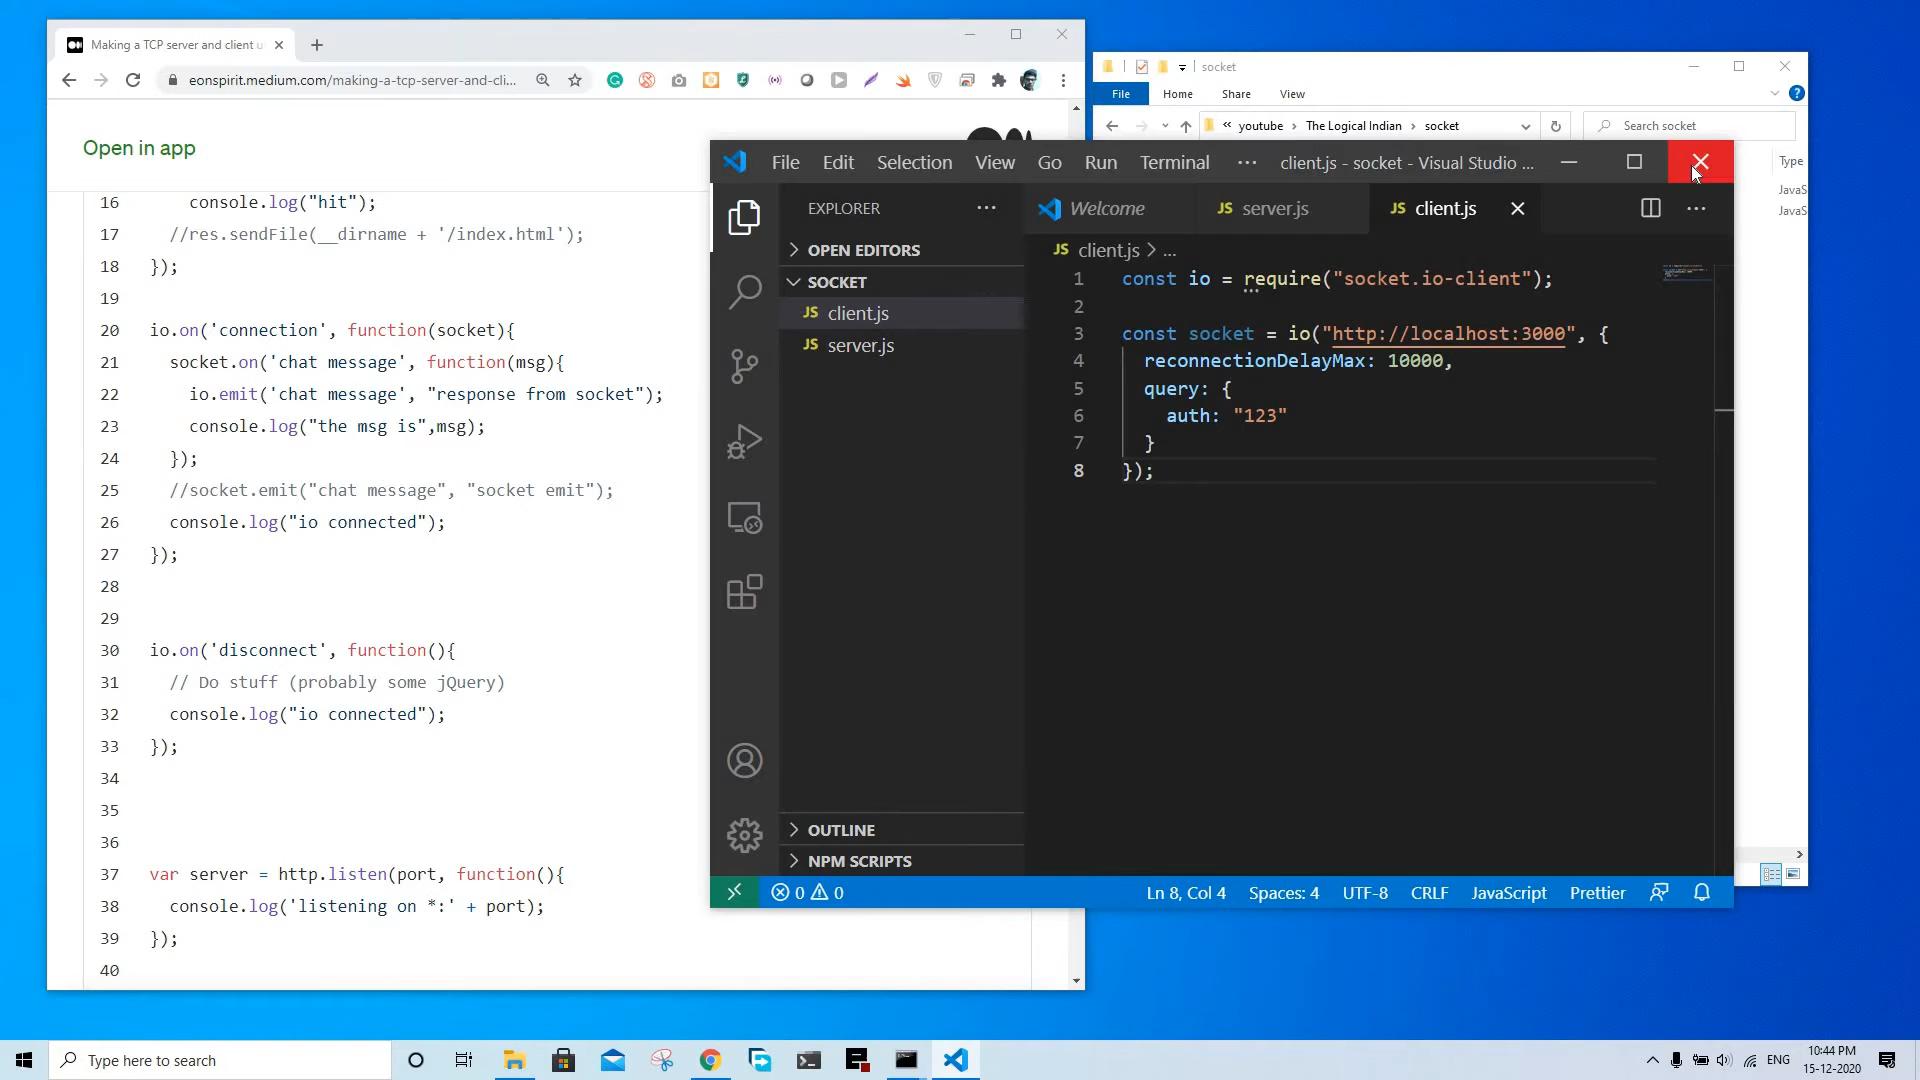 Making a TCP server and client u
eonspirit.medium.com/making-a-tcp-server-and-cli...
Open in app
16 console.log("hit");
17 //res.sendFile(__dirname + '/index.html');
18 });
19
20 io.on('connection', function(socket){
21 socket.on('chat message', function(msg){
22 io.emit('chat message', "response from socket");
23 console.log("the msg is",msg);
24 });
25 //socket.emit("chat message", "socket emit");
26 console.log("io connected");
27 });
28
29
30 io.on('disconnect', function(){
31 // Do stuff (probably some jQuery)
32 console.log("io connected");
33 });
34
35
36
37 var server = http.listen(port, function(){
38 console.log('listening on *:' + port);
39 });
40
socket
File Home Share View
« youtube > The Logical Indian > socket
Search socket
Type
JavaS
JavaS
File Edit Selection View Go Run Terminal ··· client.js - socket - Visual Studio ...
EXPLORER ···
OPEN EDITORS
SOCKET
JS client.js
JS server.js
OUTLINE
NPM SCRIPTS
Welcome JS server.js JS client.js
JS client.js > ...
1 const io = require("socket.io-client");
2
3 const socket = io("http://localhost:3000", {
4 reconnectionDelayMax: 10000,
5 query: {
6 auth: "123"
7 }
8 });
0 0 Ln 8, Col 4 Spaces: 4 UTF-8 CRLF JavaScript Prettier
Type here to search
ENG
10:44 PM
15-12-2020